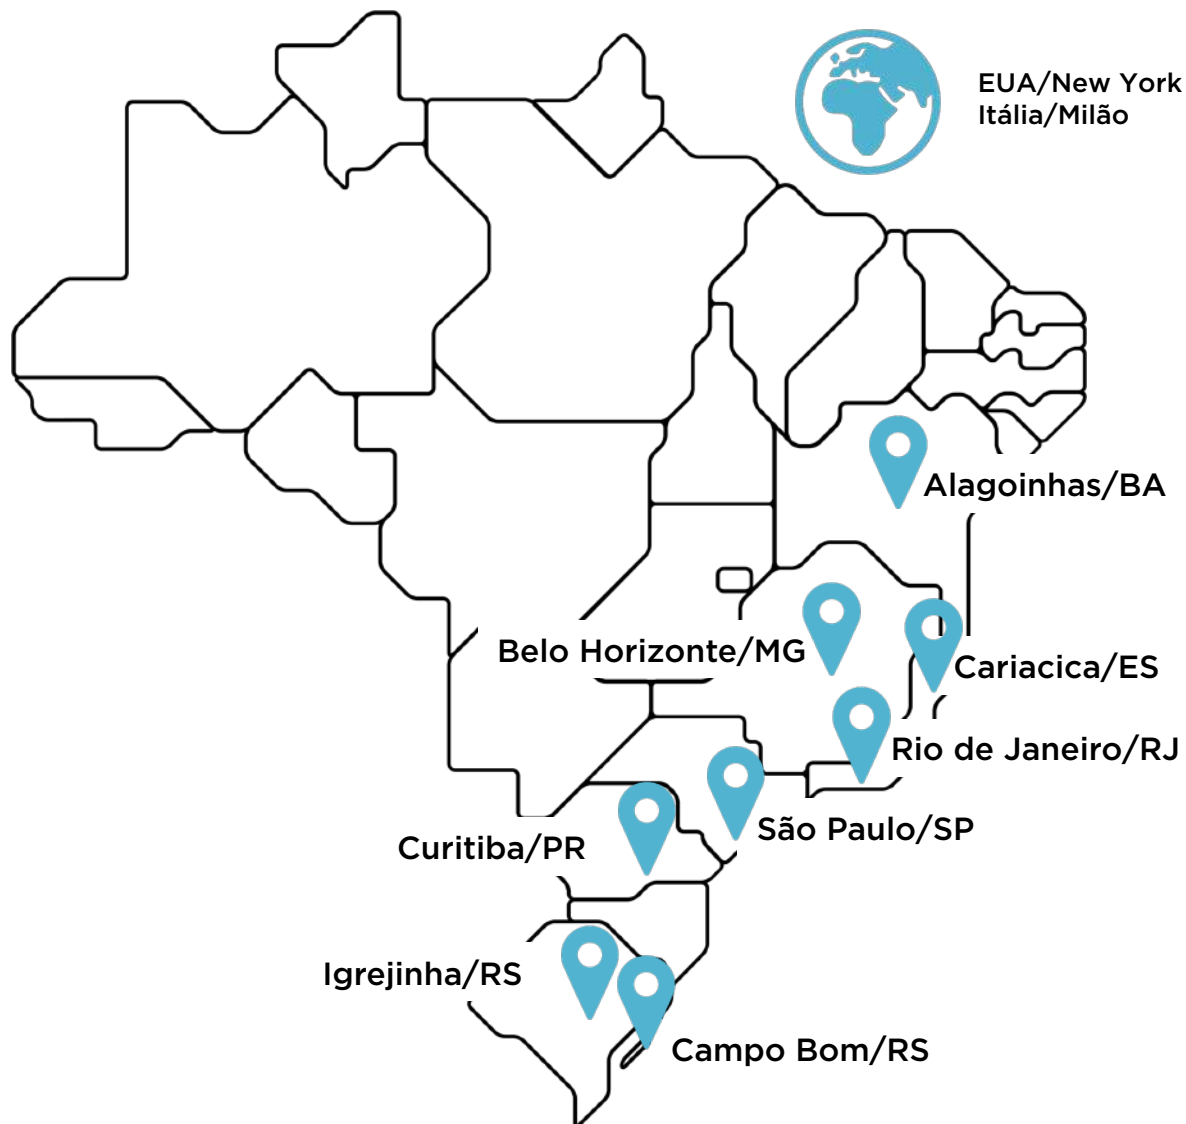 EUA/New York
Itália/Milão
Alagoinhas/BA
Belo Horizonte/MG
Cariacica/ES
Rio de Janeiro/RJ
São Paulo/SP
Curitiba/PR
Igrejinha/RS
Campo Bom/RS